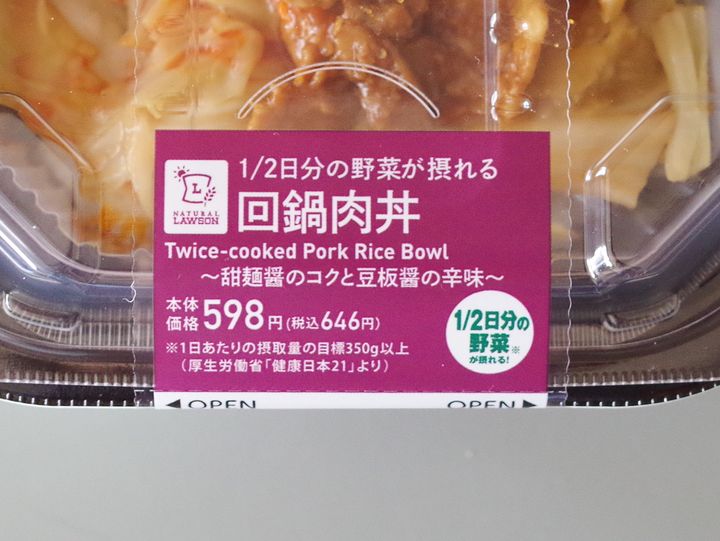 1/2日分の野菜が摂れる
L
NATURAL
LAWSON
回鍋肉丼
Twice-cooked Pork Rice Bowl
～甜麺醤のコクと豆板醤の辛味～
本体
価格598円(税込646円)
※1日あたりの摂取量の目標350g以上
(厚生労働省「健康日本21」より)
1/2日分の
野菜※
が摂れる!
◀OPEN OPEN▶